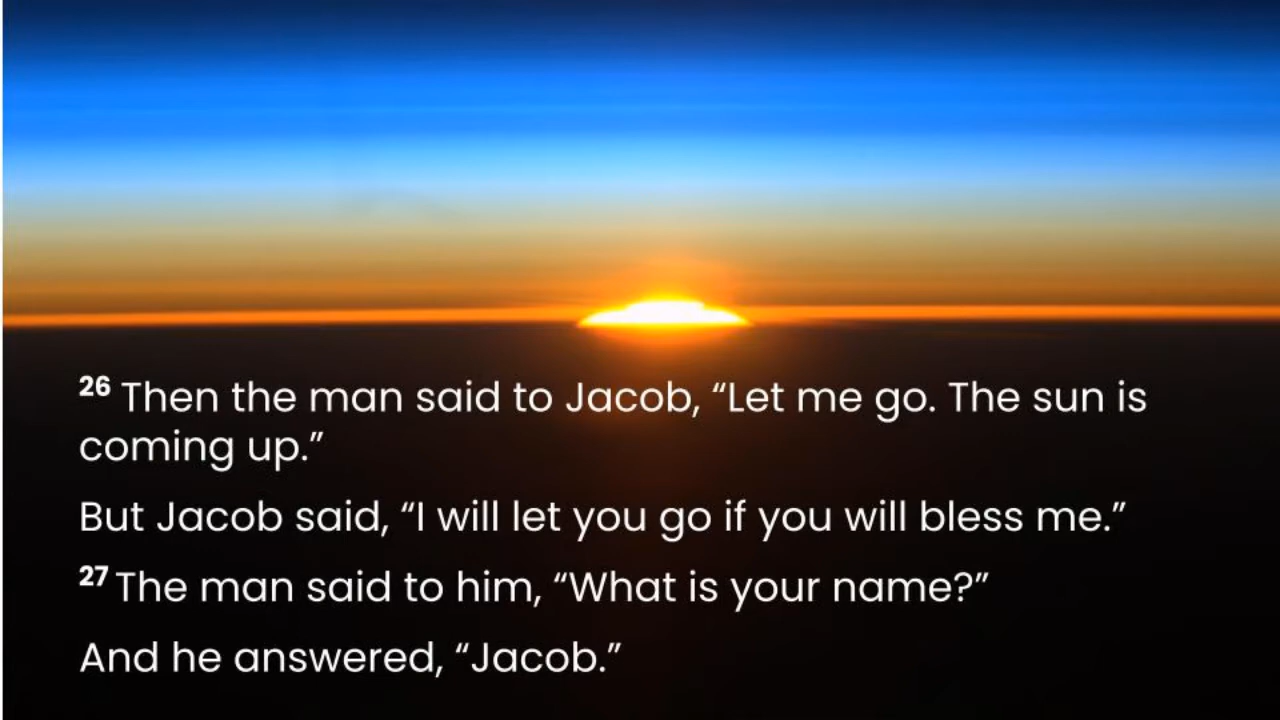 26 Then the man said to Jacob, “Let me go. The sun is
coming up.”
But Jacob said, “I will let you go if you will bless me.”
27 The man said to him, “What is your name?”
And he answered, “Jacob.”